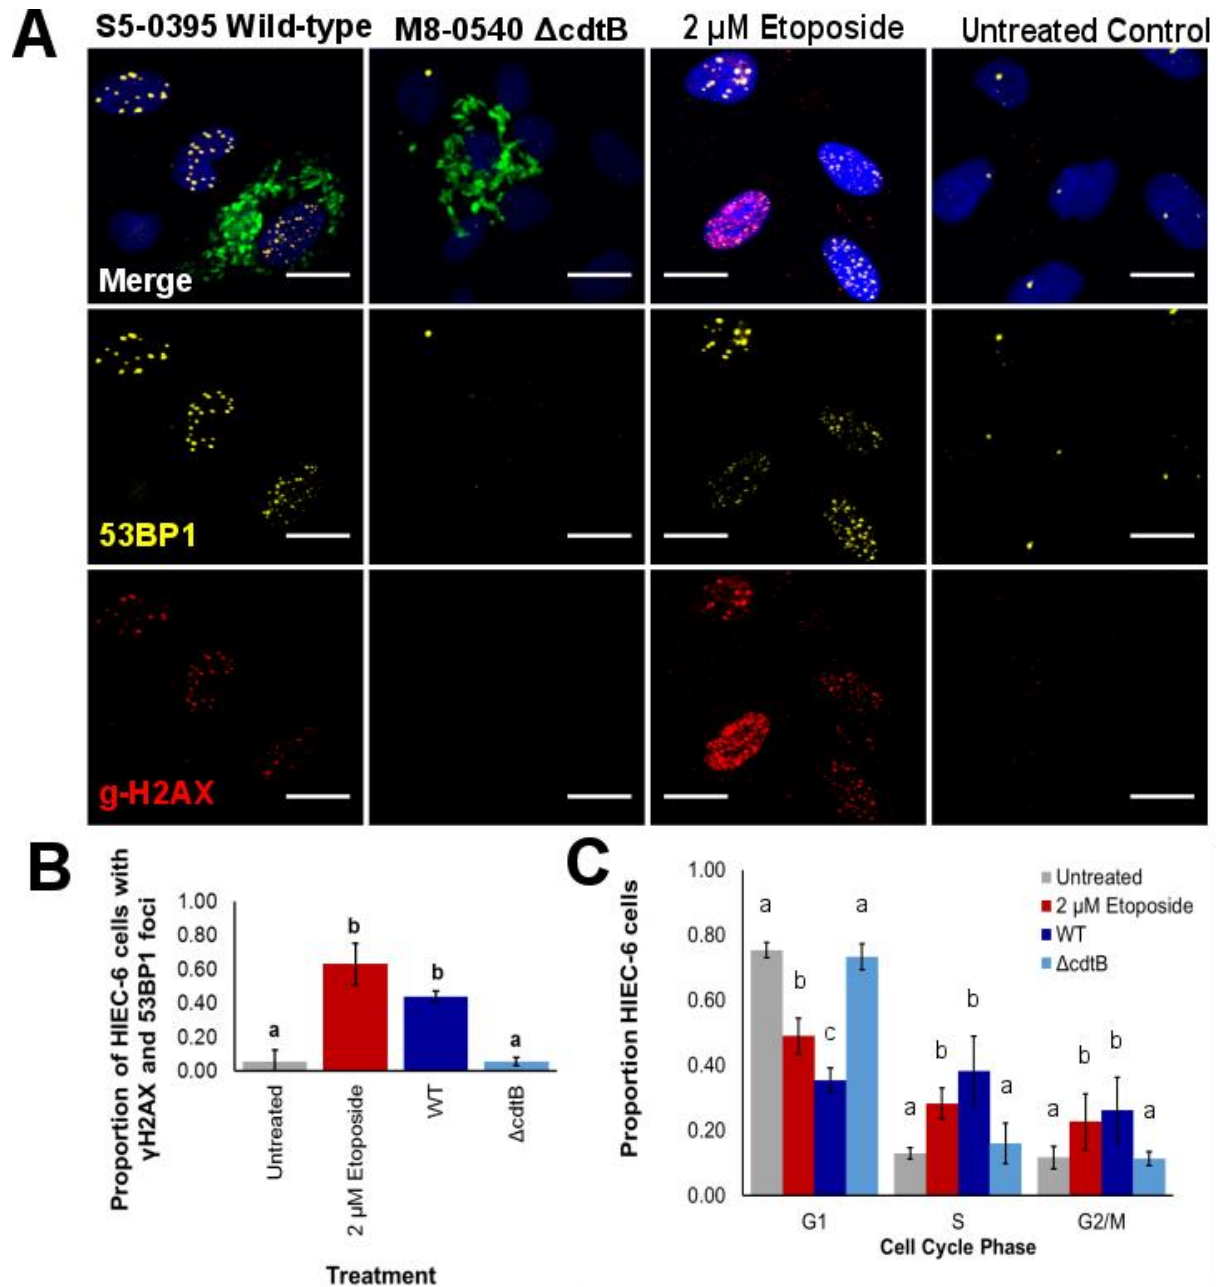 A
S5-0395 Wild-type
M8-0540 ΔcdtB
2 µM Etoposide
Untreated Control
Merge
53BP1
g-H2AX
B
Proportion of HIEC-6 cells with
γH2AX and 53BP1 foci
1.00
0.80
0.60
0.40
0.20
0.00
a
b
b
a
Untreated
2 µM Etoposide
WT
ΔcdtB
Treatment
C
Proportion HIEC-6 cells
1.00
0.80
0.60
0.40
0.20
0.00
Untreated
2 µM Etoposide
WT
ΔcdtB
a
b
c
a
a
b
b
a
a
b
b
a
G1
S
G2/M
Cell Cycle Phase